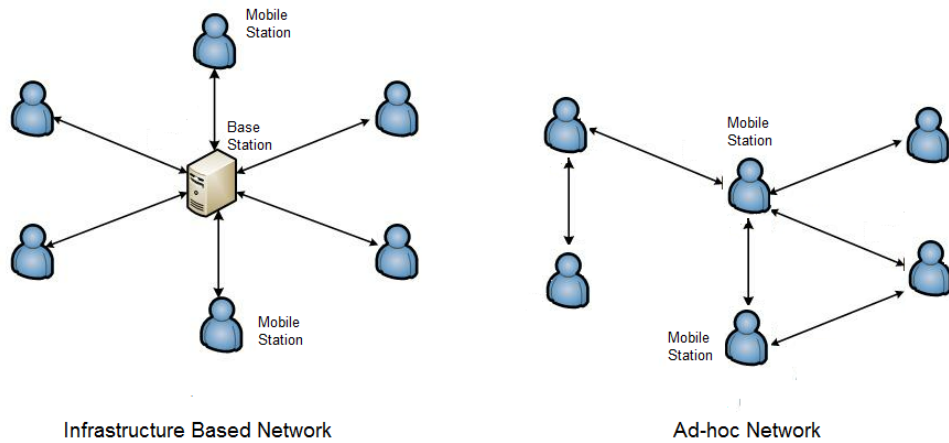 Mobile
Station
Base
Station
Mobile
Station
Infrastructure Based Network
Mobile
Station
Mobile
Station
Ad-hoc Network